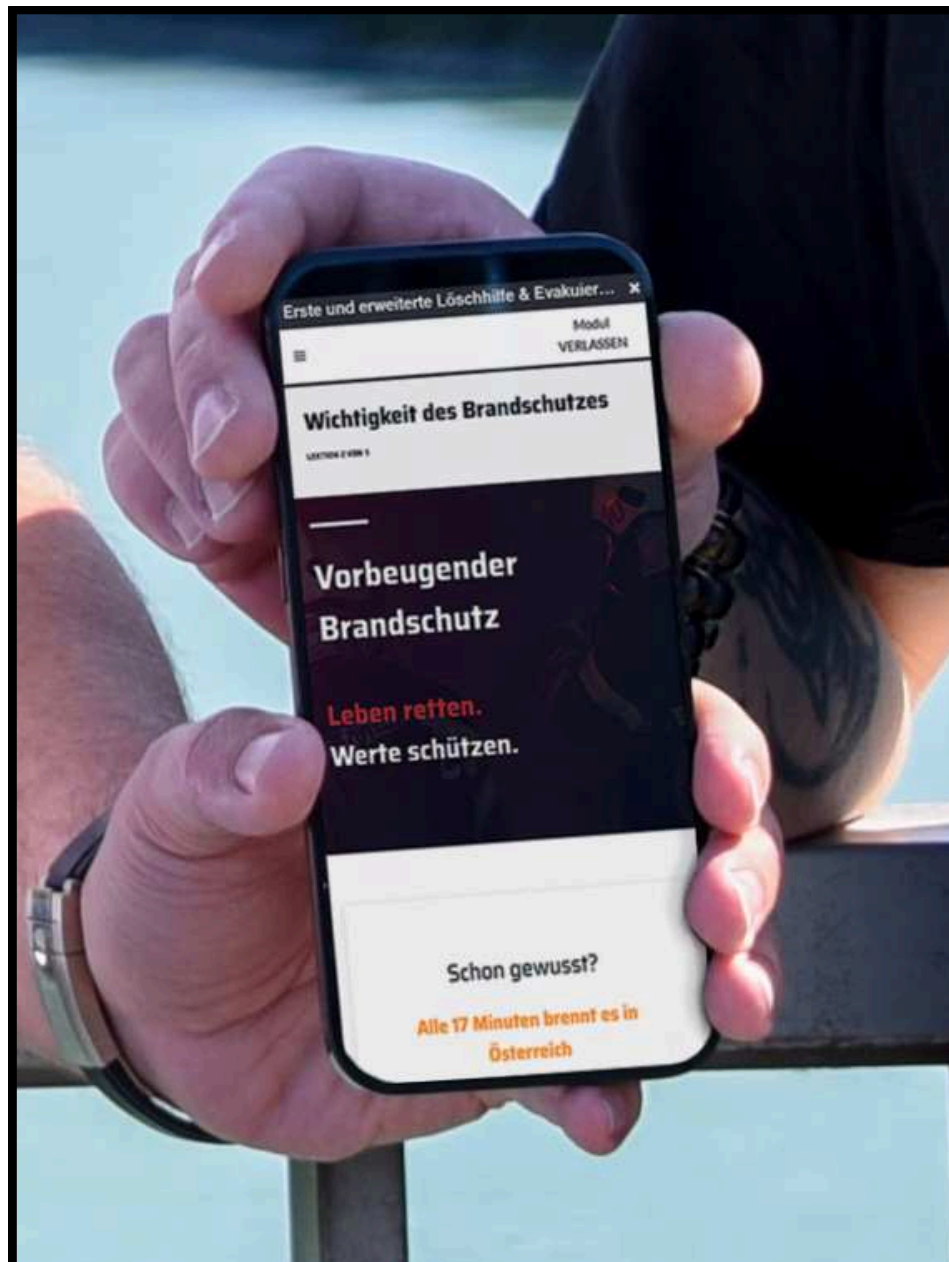 Erste und erweiterte Löschhilfe & Evakuier... ×
Modul
VERLASSEN
Wichtigkeit des Brandschutzes
LEKTION 2 VON 5
Vorbeugender
Brandschutz
Leben retten.
Werte schützen.
Schon gewusst?
Alle 17 Minuten brennt es in
Österreich